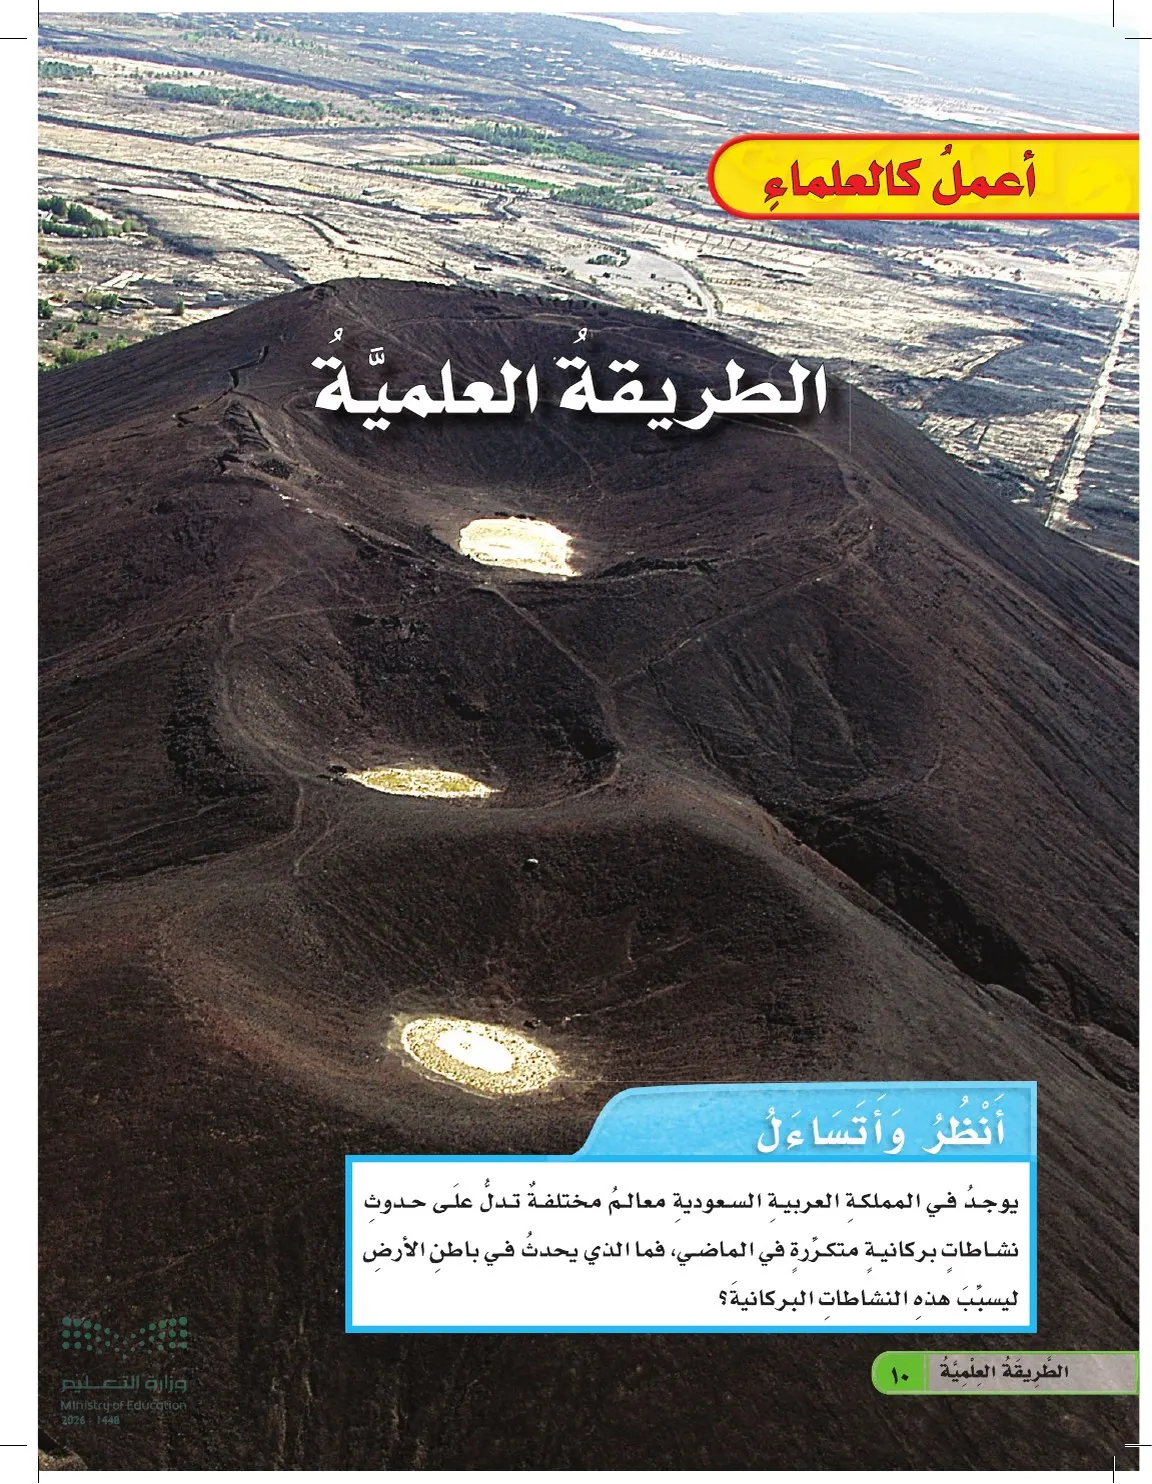 أعملُ كالعلماءِ
الطريقةُ العلميَّةُ
أَنْظُرُ وَأَتَسَاءَلُ
يوجدُ في المملكةِ العربيةِ السعوديةِ معالمُ مختلفةٌ تدلُّ علَى حدوثِ
نشاطاتٍ بركانيةٍ متكرِّرةٍ في الماضي، فما الذي يحدثُ في باطنِ الأرضِ
ليسبِّبَ هذهِ النشاطاتِ البركانيةَ؟
الطَّرِيقَةُ العِلْمِيَّةُ ١٠
وزارة التعليم
Ministry of Education
2026 - 1448